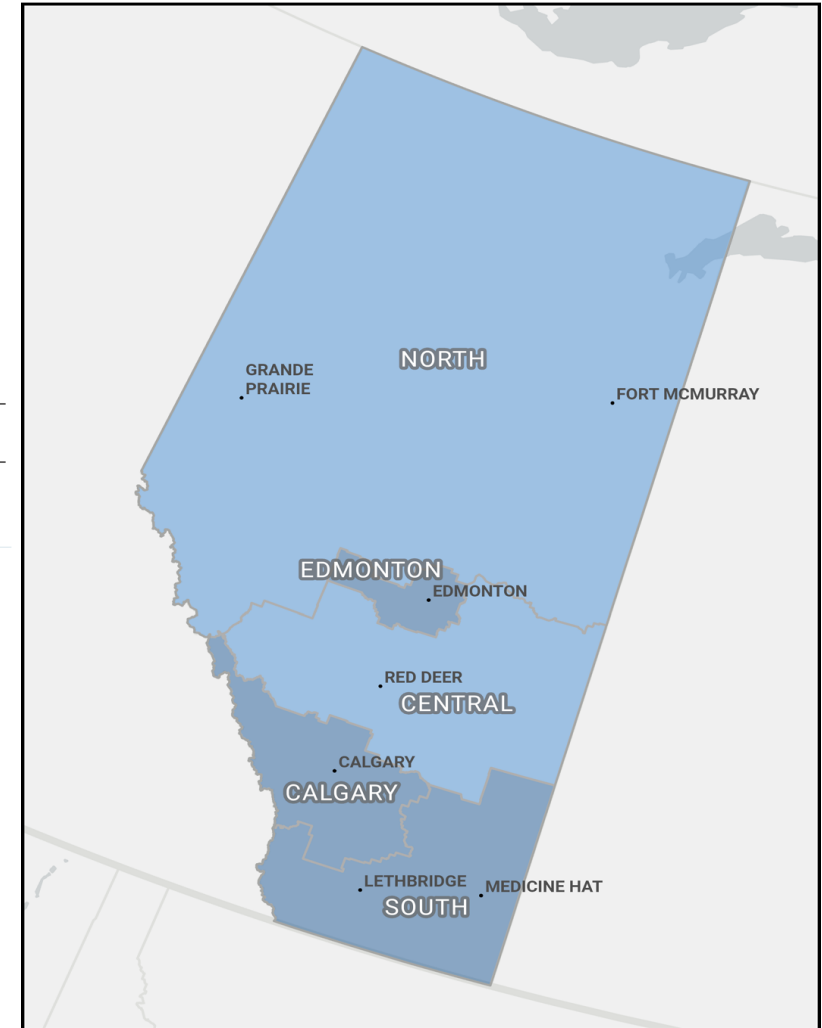 NORTH
GRANDE
PRAIRIE
FORT MCMURRAY
EDMONTON
EDMONTON
RED DEER
CENTRAL
CALGARY
CALGARY
LETHBRIDGE
MEDICINE HAT
SOUTH